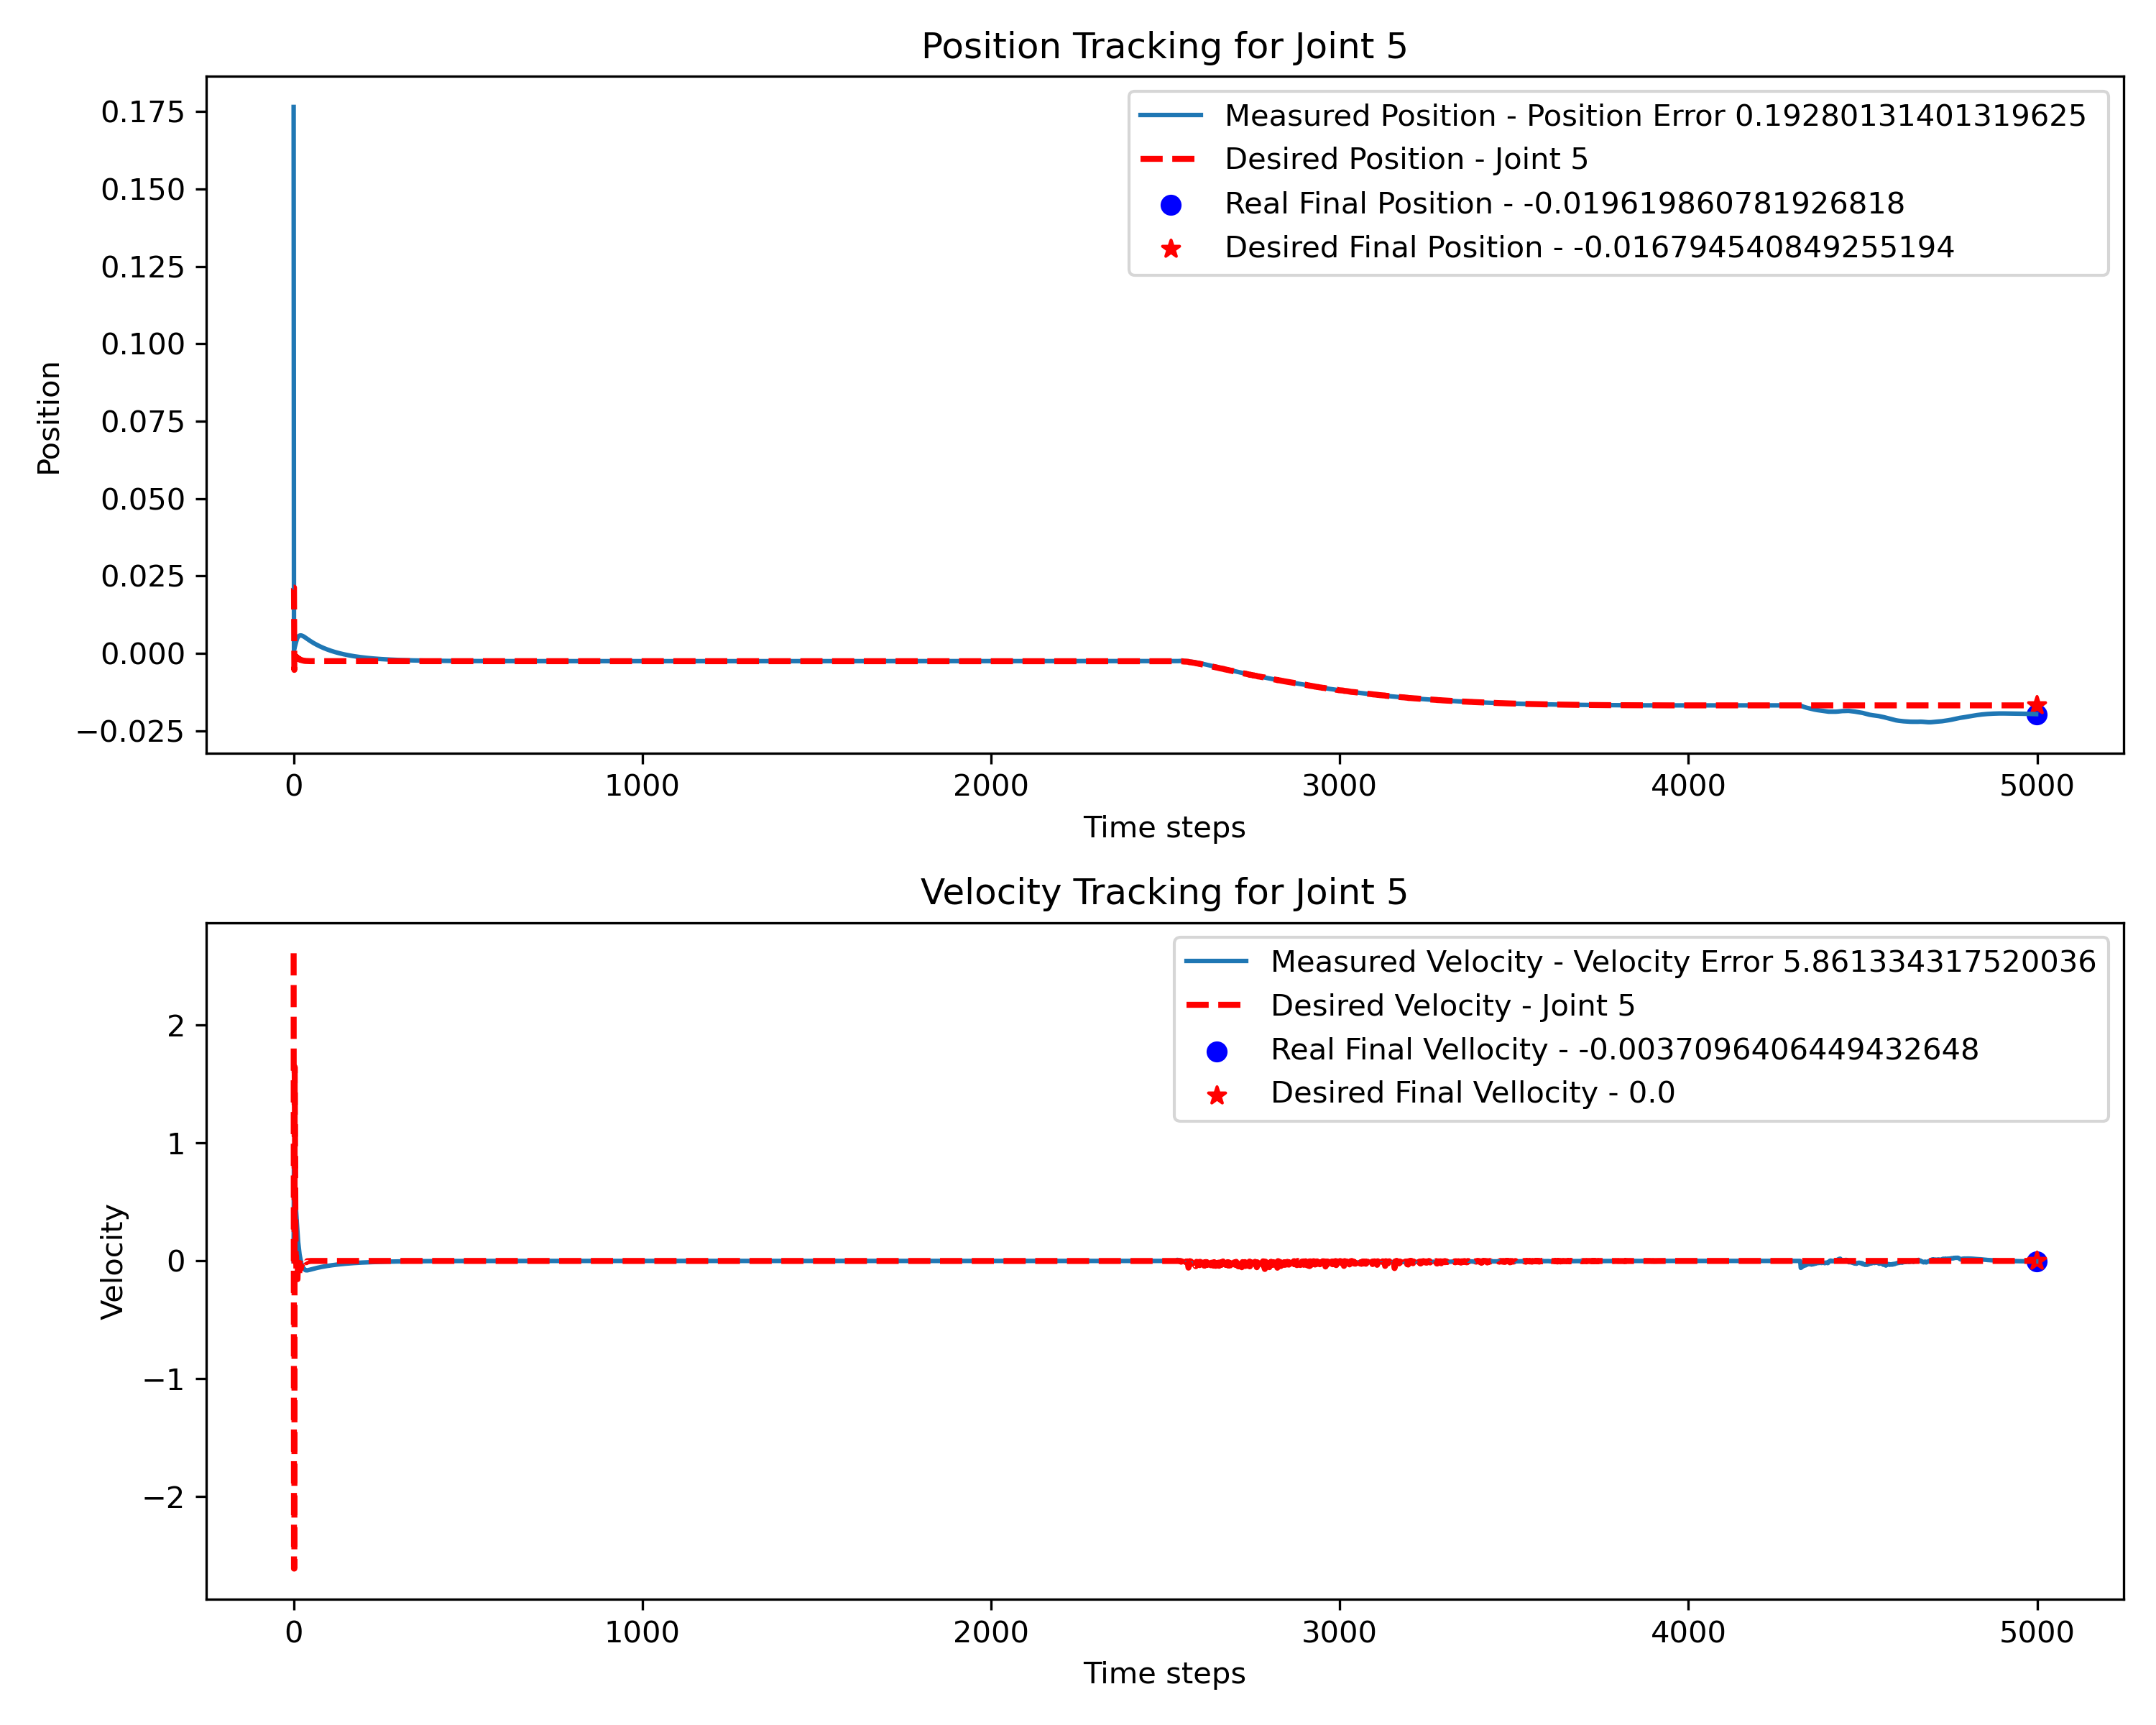 Position Tracking for Joint 5
Measured Position - Position Error 0.19280131401319625
Desired Position - Joint 5
Real Final Position - -0.019619860781926818
Desired Final Position - -0.016794540849255194
0.175
0.150
0.125
0.100
0.075
0.050
0.025
0.000
−0.025
Position
0 1000 2000 3000 4000 5000
Time steps
Velocity Tracking for Joint 5
Measured Velocity - Velocity Error 5.861334317520036
Desired Velocity - Joint 5
Real Final Vellocity - -0.0037096406449432648
Desired Final Vellocity - 0.0
2
1
0
−1
−2
Velocity
0 1000 2000 3000 4000 5000
Time steps